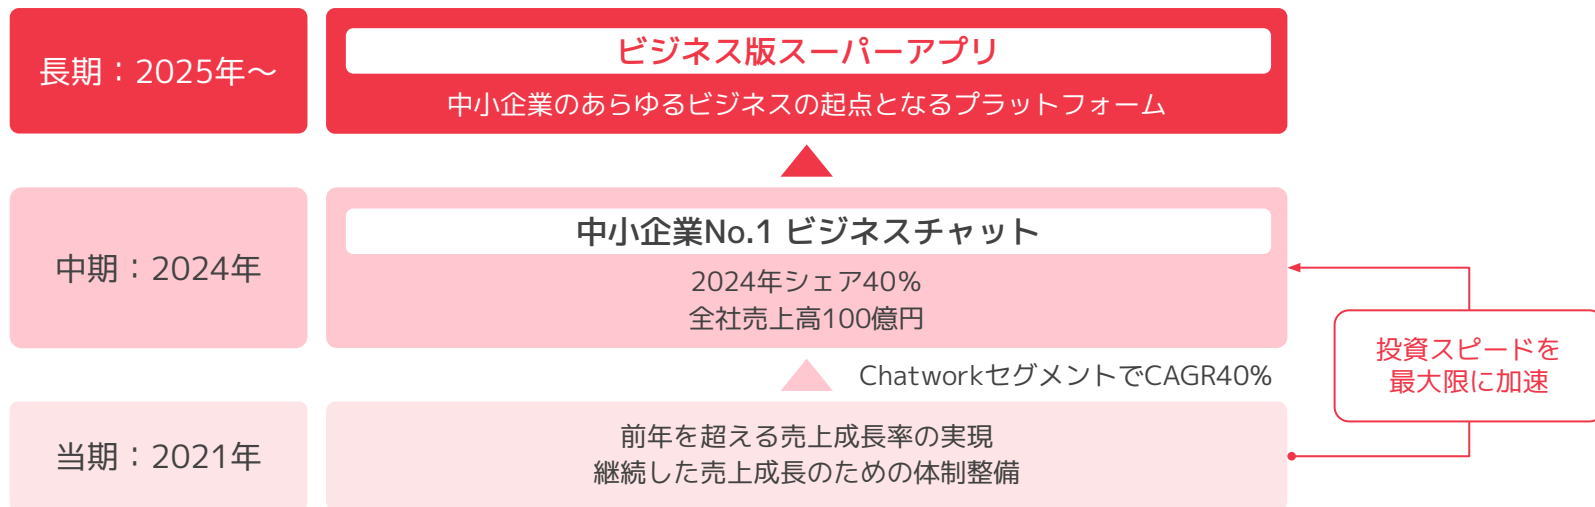 長期：2025年～
ビジネス版スーパーアプリ
中小企業のあらゆるビジネスの起点となるプラットフォーム
中期：2024年
中小企業No.1 ビジネスチャット
2024年シェア40%
全社売上高100億円
投資スピードを
最大限に加速
ChatworkセグメントでCAGR40%
当期：2021年
前年を超える売上成長率の実現
継続した売上成長のための体制整備